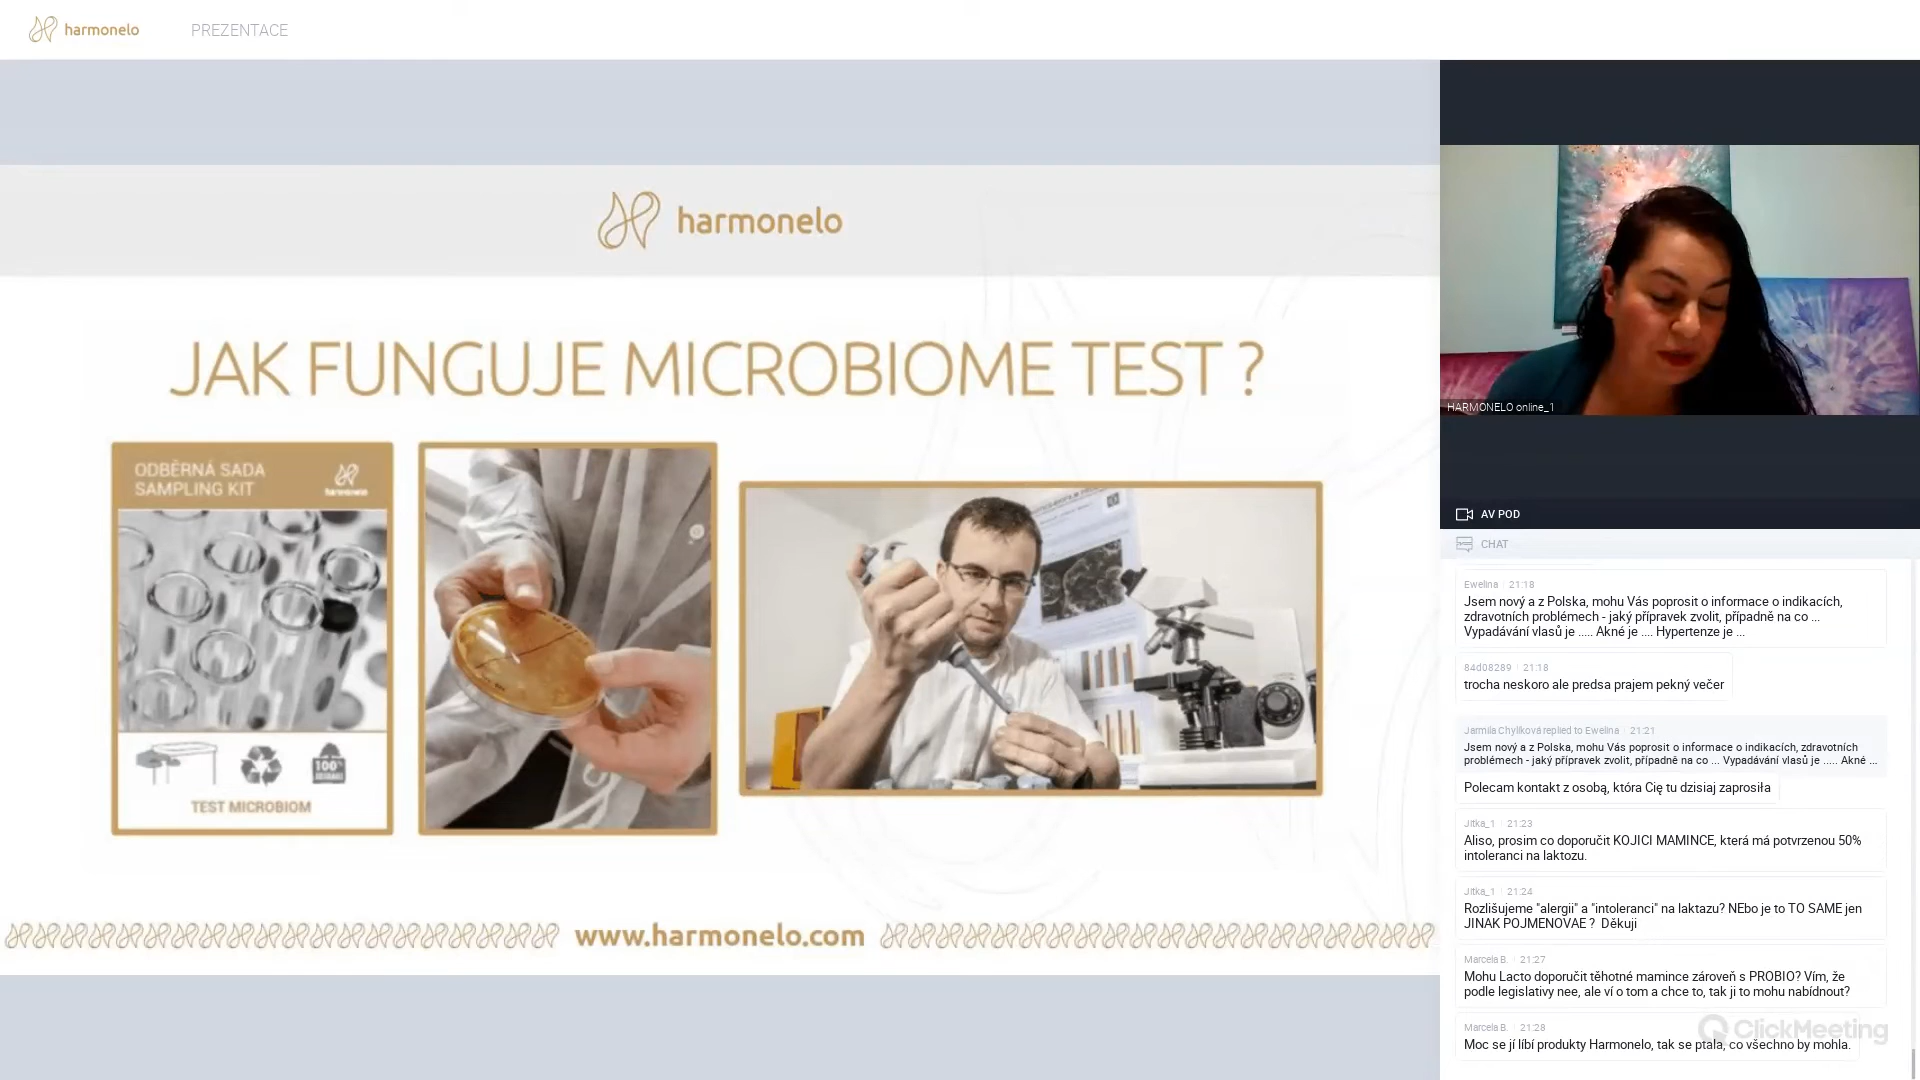 harmonelo
PREZENTACE
harmonelo
JAK FUNGUJE MICROBIOME TEST ?
ODBĚRNÁ SADA
SAMPLING KIT
harmonelo
100%
TEST MICROBIOM
www.harmonelo.com
HARMONELO online_1
AV POD
CHAT
Ewelina 21:18
Jsem nový a z Polska, mohu Vás poprosit o informace o indikacích,
zdravotních problémech - jaký přípravek zvolit, případně na co ...
Vypadávání vlasů je ..... Akné je .... Hypertenze je ...
84d08289 21:18
trocha neskoro ale predsa prajem pekný večer
Jarmila Chylíková replied to Ewelina 21:21
Jsem nový a z Polska, mohu Vás poprosit o informace o indikacích, zdravotních
problémech - jaký přípravek zvolit, případně na co ... Vypadávání vlasů je ..... Akné ...
Polecam kontakt z osobą, która Cię tu dzisiaj zaprosiła
Jitka_1 21:23
Aliso, prosim co doporučit KOJICI MAMINCE, která má potvrzenou 50%
intoleranci na laktozu.
Jitka_1 21:24
Rozlišujeme "alergii" a "intoleranci" na laktazu? NEbo je to TO SAME jen
JINAK POJMENOVAE ? Děkuji
Marcela B. 21:27
Mohu Lacto doporučit těhotné mamince zároveň s PROBIO? Vím, že
podle legislativy nee, ale ví o tom a chce to, tak ji to mohu nabídnout?
Marcela B. 21:28
Moc se jí líbí produkty Harmonelo, tak se ptala, co všechno by mohla.
ClickMeeting